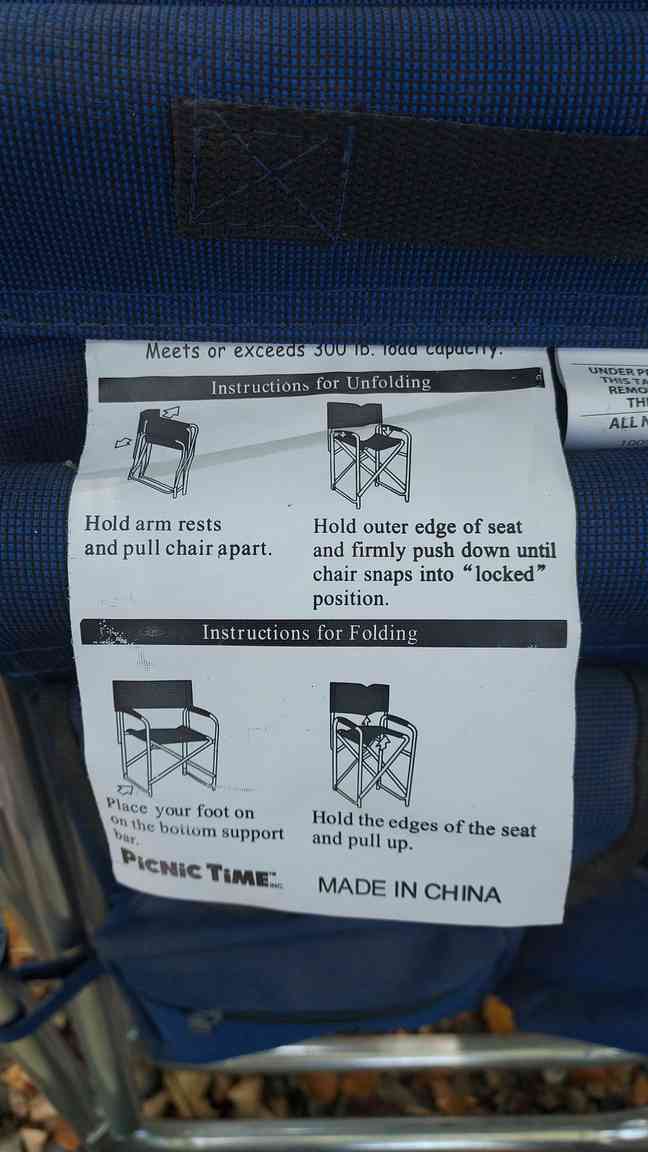 Meets or exceeds 300 lb. load capacity.
Instructions for Unfolding
Hold arm rests
and pull chair apart.
Hold outer edge of seat
and firmly push down until
chair snaps into “locked”
position.
Instructions for Folding
Place your foot on
on the bottom support
bar.
Hold the edges of the seat
and pull up.
PiCNiC TiME™ INC.
MADE IN CHINA
UNDER
THIS
REMO
TH
ALL N
100%